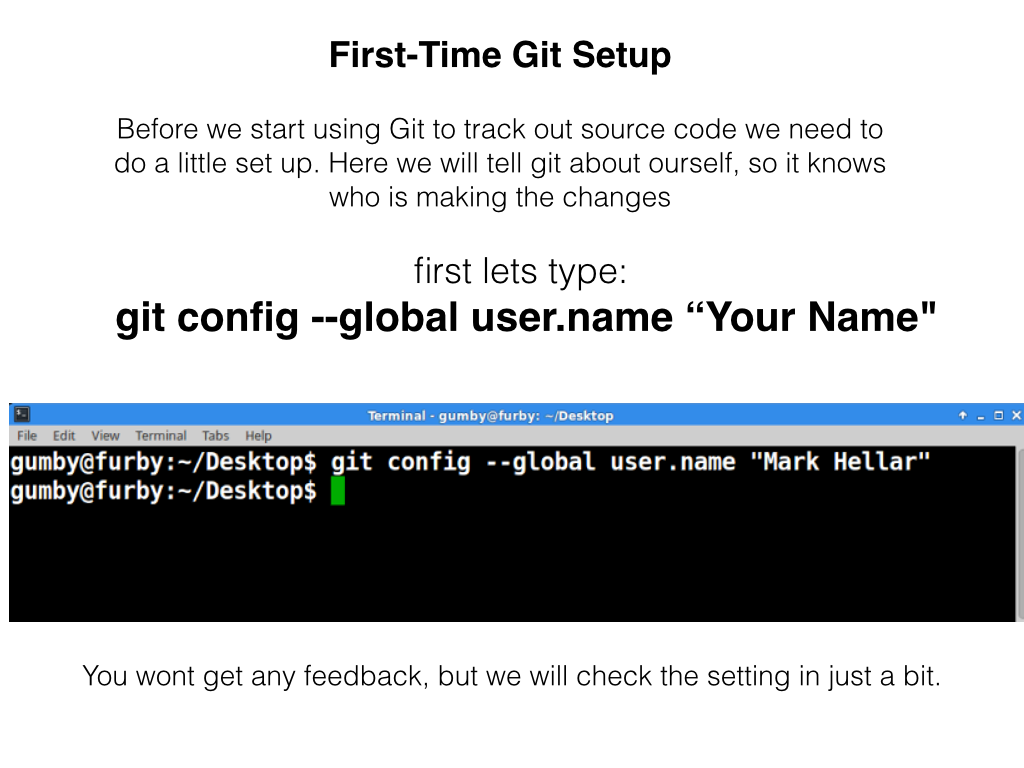 First-Time Git Setup
Before we start using Git to track out source code we need to
do a little set up. Here we will tell git about ourself, so it knows
who is making the changes
first lets type:
git config --global user.name “Your Name"
Terminal - gumby@furby: ~/Desktop
File Edit View Terminal Tabs Help
gumby@furby:~/Desktop$ git config --global user.name "Mark Hellar"
gumby@furby:~/Desktop$
You wont get any feedback, but we will check the setting in just a bit.